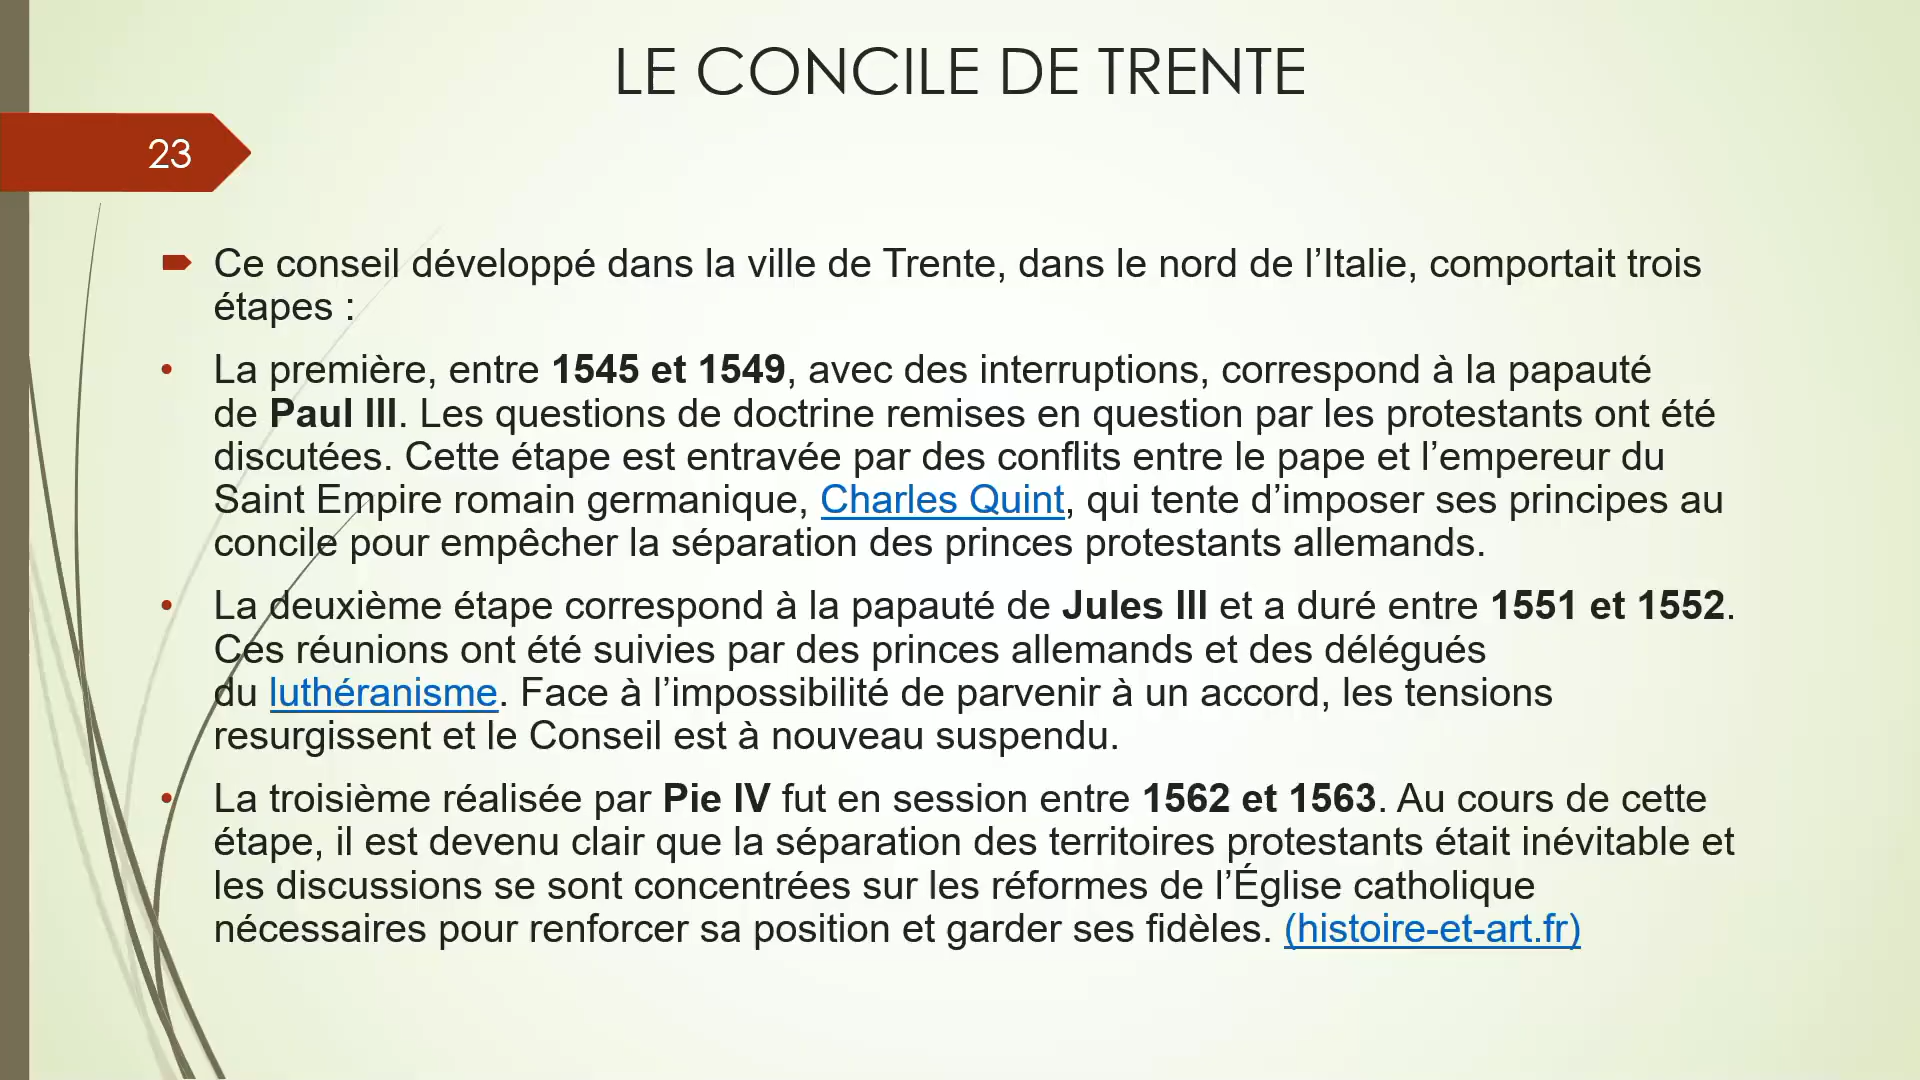 LE CONCILE DE TRENTE
23
Ce conseil développé dans la ville de Trente, dans le nord de l’Italie, comportait trois
étapes :
La première, entre 1545 et 1549, avec des interruptions, correspond à la papauté
de Paul III. Les questions de doctrine remises en question par les protestants ont été
discutées. Cette étape est entravée par des conflits entre le pape et l’empereur du
Saint Empire romain germanique, Charles Quint, qui tente d’imposer ses principes au
concile pour empêcher la séparation des princes protestants allemands.
La deuxième étape correspond à la papauté de Jules III et a duré entre 1551 et 1552.
Ces réunions ont été suivies par des princes allemands et des délégués
du luthéranisme. Face à l’impossibilité de parvenir à un accord, les tensions
resurgissent et le Conseil est à nouveau suspendu.
La troisième réalisée par Pie IV fut en session entre 1562 et 1563. Au cours de cette
étape, il est devenu clair que la séparation des territoires protestants était inévitable et
les discussions se sont concentrées sur les réformes de l’Église catholique
nécessaires pour renforcer sa position et garder ses fidèles. (histoire-et-art.fr)